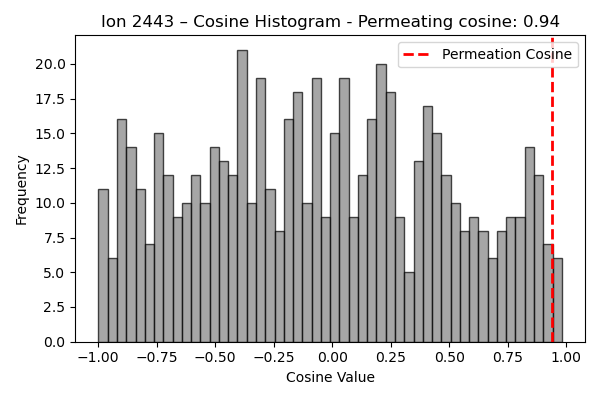 Ion 2443 – Cosine Histogram - Permeating cosine: 0.94
Permeation Cosine
Frequency
20.0
17.5
15.0
12.5
10.0
7.5
5.0
2.5
0.0
−1.00 −0.75 −0.50 −0.25 0.00 0.25 0.50 0.75 1.00
Cosine Value